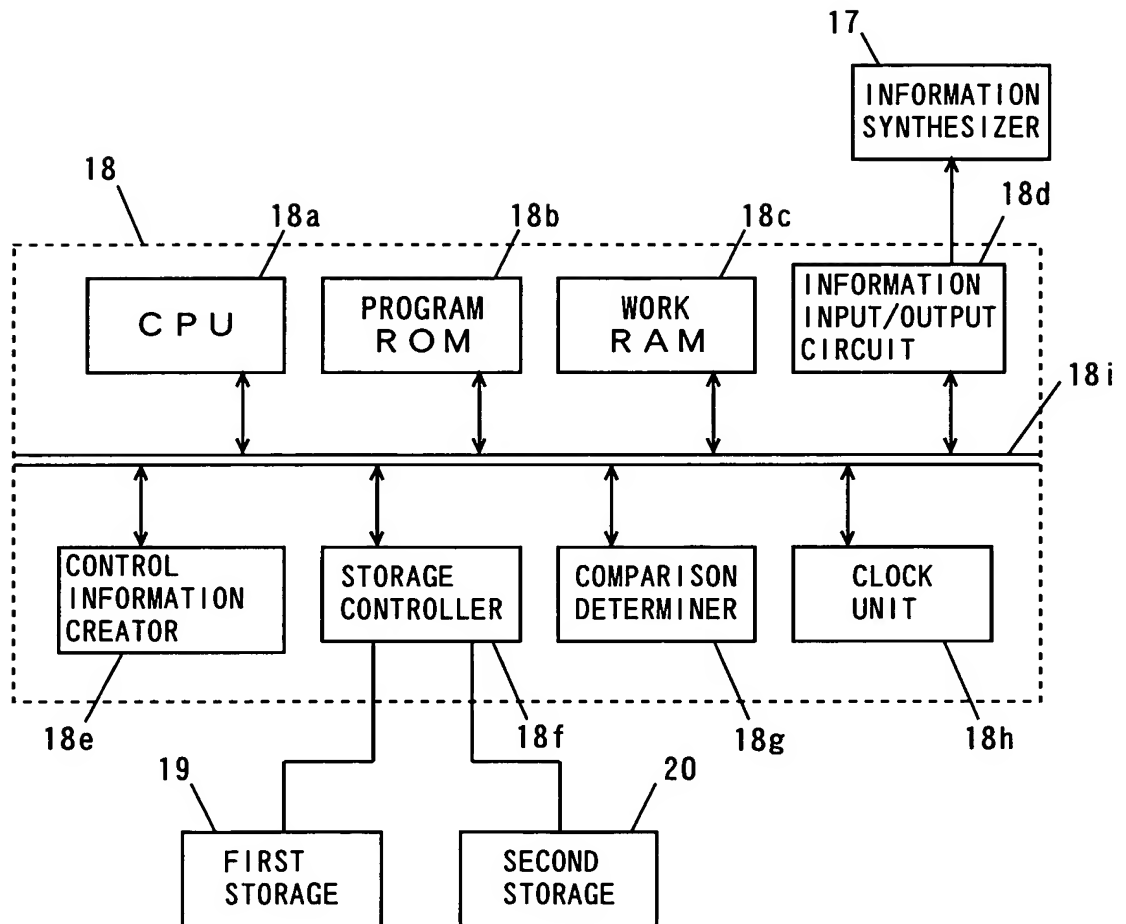 17
INFORMATION
SYNTHESIZER
18
18a
18b
18c
18d
CPU
PROGRAM
ROM
WORK
RAM
INFORMATION
INPUT/OUTPUT
CIRCUIT
18i
CONTROL
INFORMATION
CREATOR
STORAGE
CONTROLLER
COMPARISON
DETERMINER
CLOCK
UNIT
18e
18f
18g
18h
19
20
FIRST
STORAGE
SECOND
STORAGE